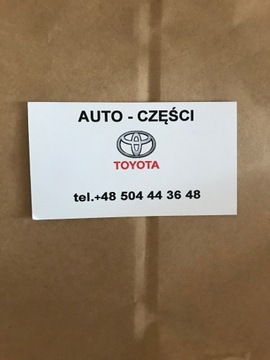 AUTO - CZĘŚCI
TOYOTA
tel.+48 504 44 36 48